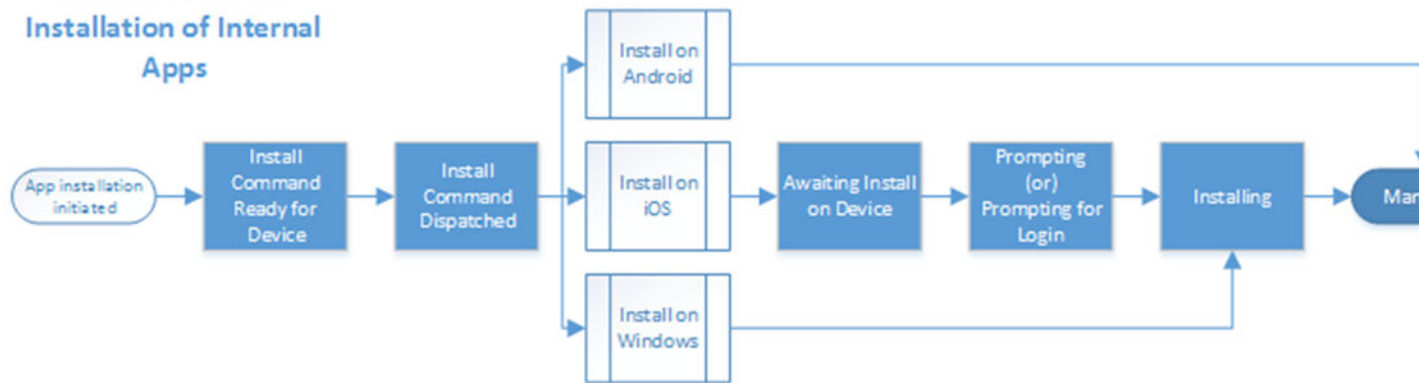 Installation of Internal
Apps
App installation
initiated
Install
Command
Ready for
Device
Install
Command
Dispatched
Install on
Android
Install on
iOS
Install on
Windows
Awaiting Install
on Device
Prompting
(or)
Prompting for
Login
Installing